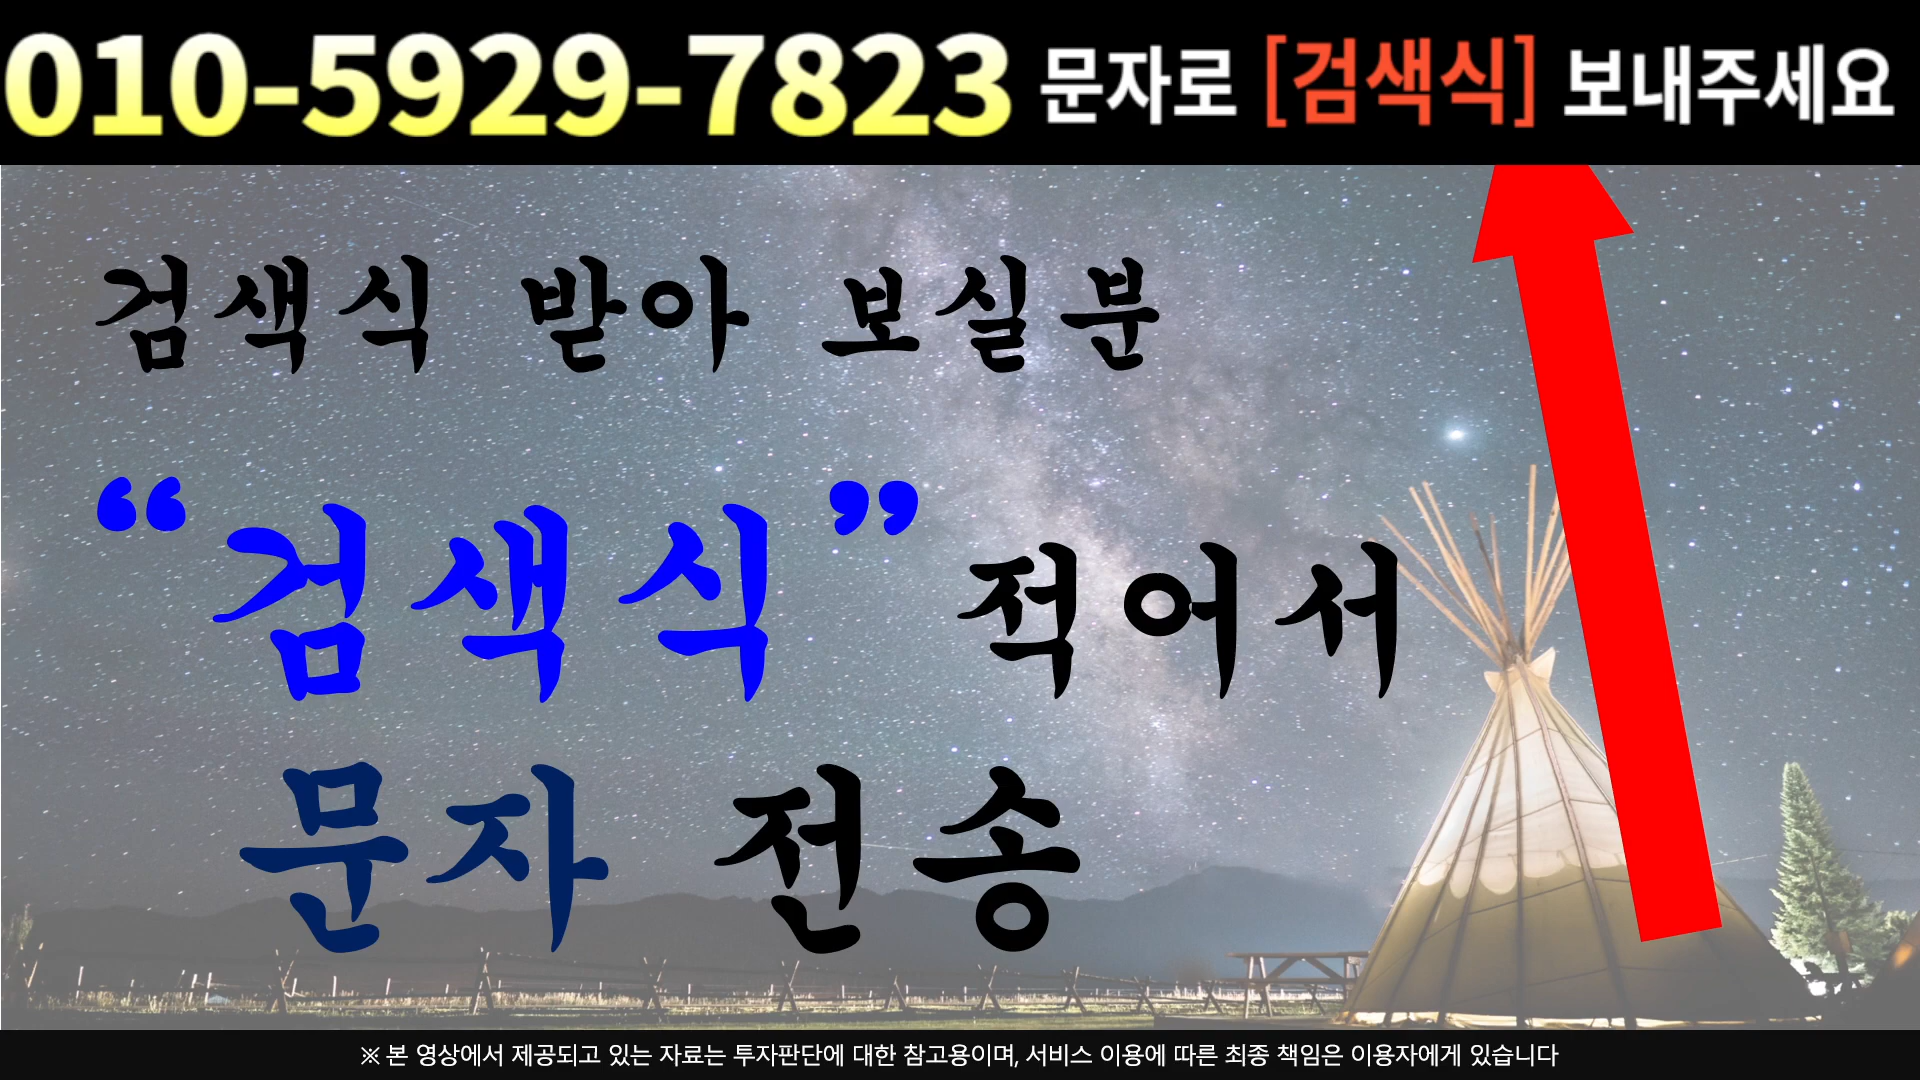 010-5929-7823 문자로 [검색식] 보내주세요
검색식 받아 보실분
“검색식” 적어서
문자 전송
※ 본 영상에서 제공되고 있는 자료는 투자판단에 대한 참고용이며, 서비스 이용에 따른 최종 책임은 이용자에게 있습니다